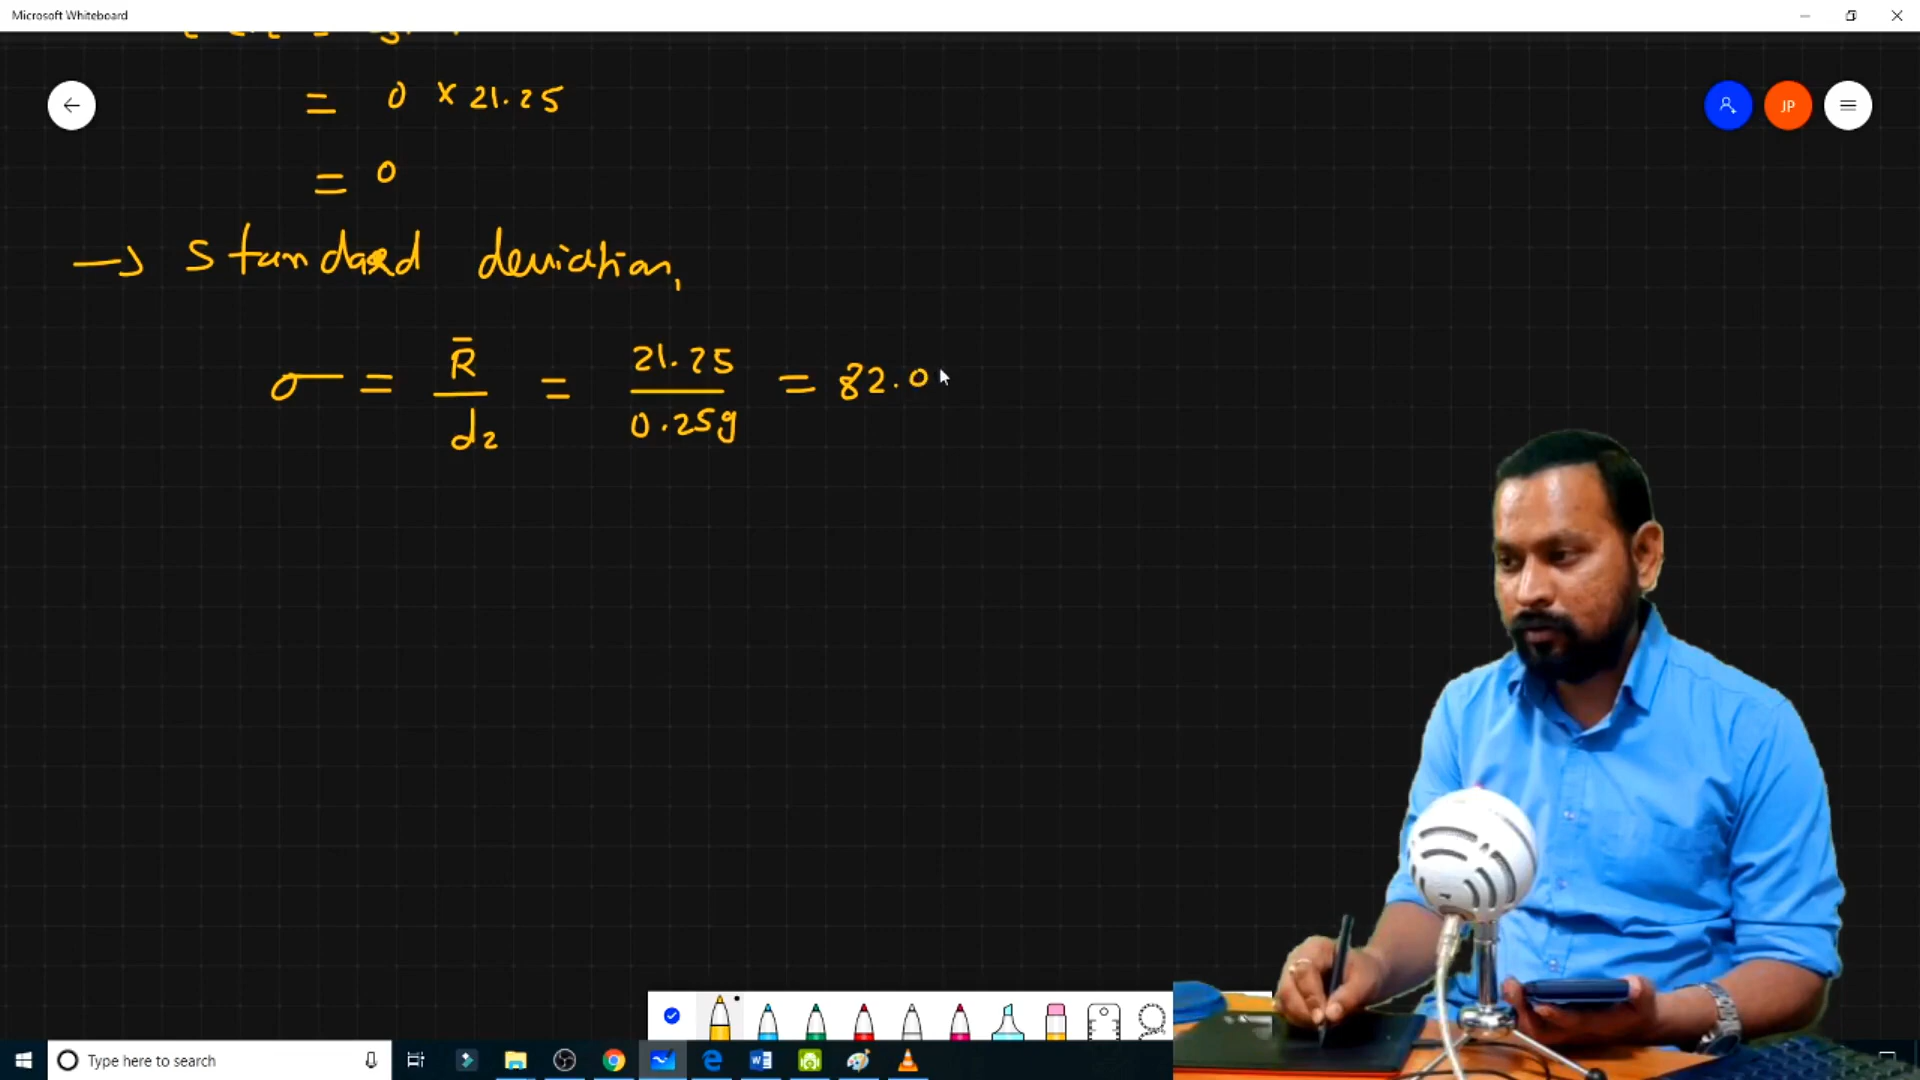 Microsoft Whiteboard
= 0 × 21.25
= 0
→ Standard deviation,
σ = R̄ / d2 = 21.25 / 0.259 = 82.0
JP
Type here to search